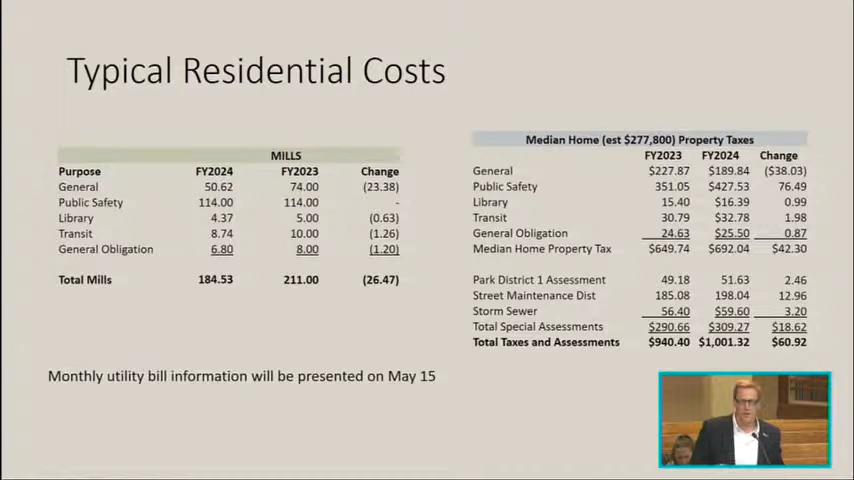 Typical Residential Costs
MILLS
Purpose FY2024 FY2023 Change
General 50.62 74.00 (23.38)
Public Safety 114.00 114.00 -
Library 4.37 5.00 (0.63)
Transit 8.74 10.00 (1.26)
General Obligation 6.80 8.00 (1.20)
Total Mills 184.53 211.00 (26.47)
Median Home (est $277,800) Property Taxes
FY2023 FY2024 Change
General $227.87 $189.84 ($38.03)
Public Safety 351.05 $427.53 76.49
Library 15.40 $16.39 0.99
Transit 30.79 $32.78 1.98
General Obligation 24.63 $25.50 0.87
Median Home Property Tax $649.74 $692.04 $42.30
Park District 1 Assessment 49.18 51.63 2.46
Street Maintenance Dist 185.08 198.04 12.96
Storm Sewer 56.40 $59.60 3.20
Total Special Assessments $290.66 $309.27 $18.62
Total Taxes and Assessments $940.40 $1,001.32 $60.92
Monthly utility bill information will be presented on May 15